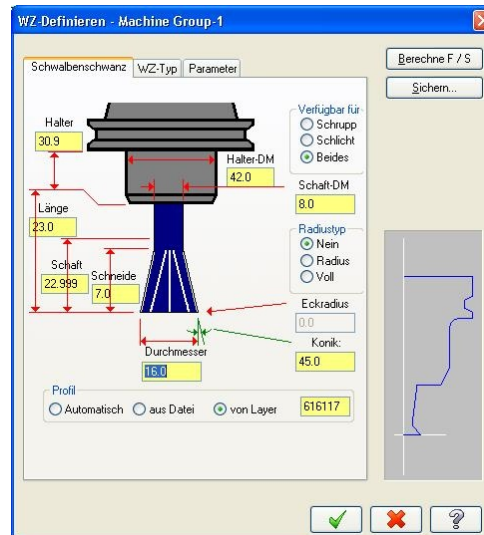 WZ-Definieren - Machine Group-1
Schwalbenschwanz WZ-Typ Parameter
Berechne F / S
Sichern...
Halter
30.9
Halter-DM
42.0
Verfügbar für
Schrupp
Schlicht
Beides
Schaft-DM
8.0
Länge
23.0
Radiustyp
Nein
Radius
Voll
Schaft
22.999
Schneide
7.0
Eckradius
0.0
Konik:
45.0
Durchmesser
16.0
Profil
Automatisch aus Datei von Layer 616117